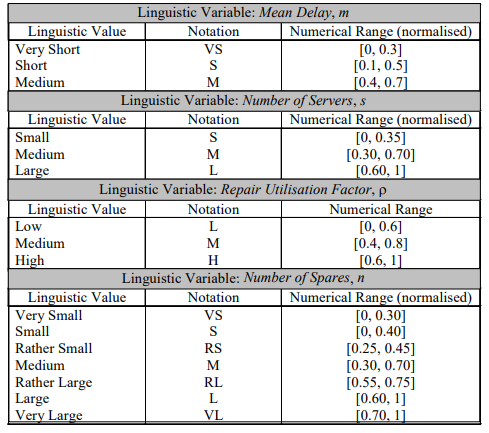 Linguistic Variable: Mean Delay, m
Linguistic Value Notation Numerical Range (normalised)
Very Short VS [0, 0.3]
Short S [0.1, 0.5]
Medium M [0.4, 0.7]
Linguistic Variable: Number of Servers, s
Linguistic Value Notation Numerical Range (normalised)
Small S [0, 0.35]
Medium M [0.30, 0.70]
Large L [0.60, 1]
Linguistic Variable: Repair Utilisation Factor, ρ
Linguistic Value Notation Numerical Range
Low L [0, 0.6]
Medium M [0.4, 0.8]
High H [0.6, 1]
Linguistic Variable: Number of Spares, n
Linguistic Value Notation Numerical Range (normalised)
Very Small VS [0, 0.30]
Small S [0, 0.40]
Rather Small RS [0.25, 0.45]
Medium M [0.30, 0.70]
Rather Large RL [0.55, 0.75]
Large L [0.60, 1]
Very Large VL [0.70, 1]